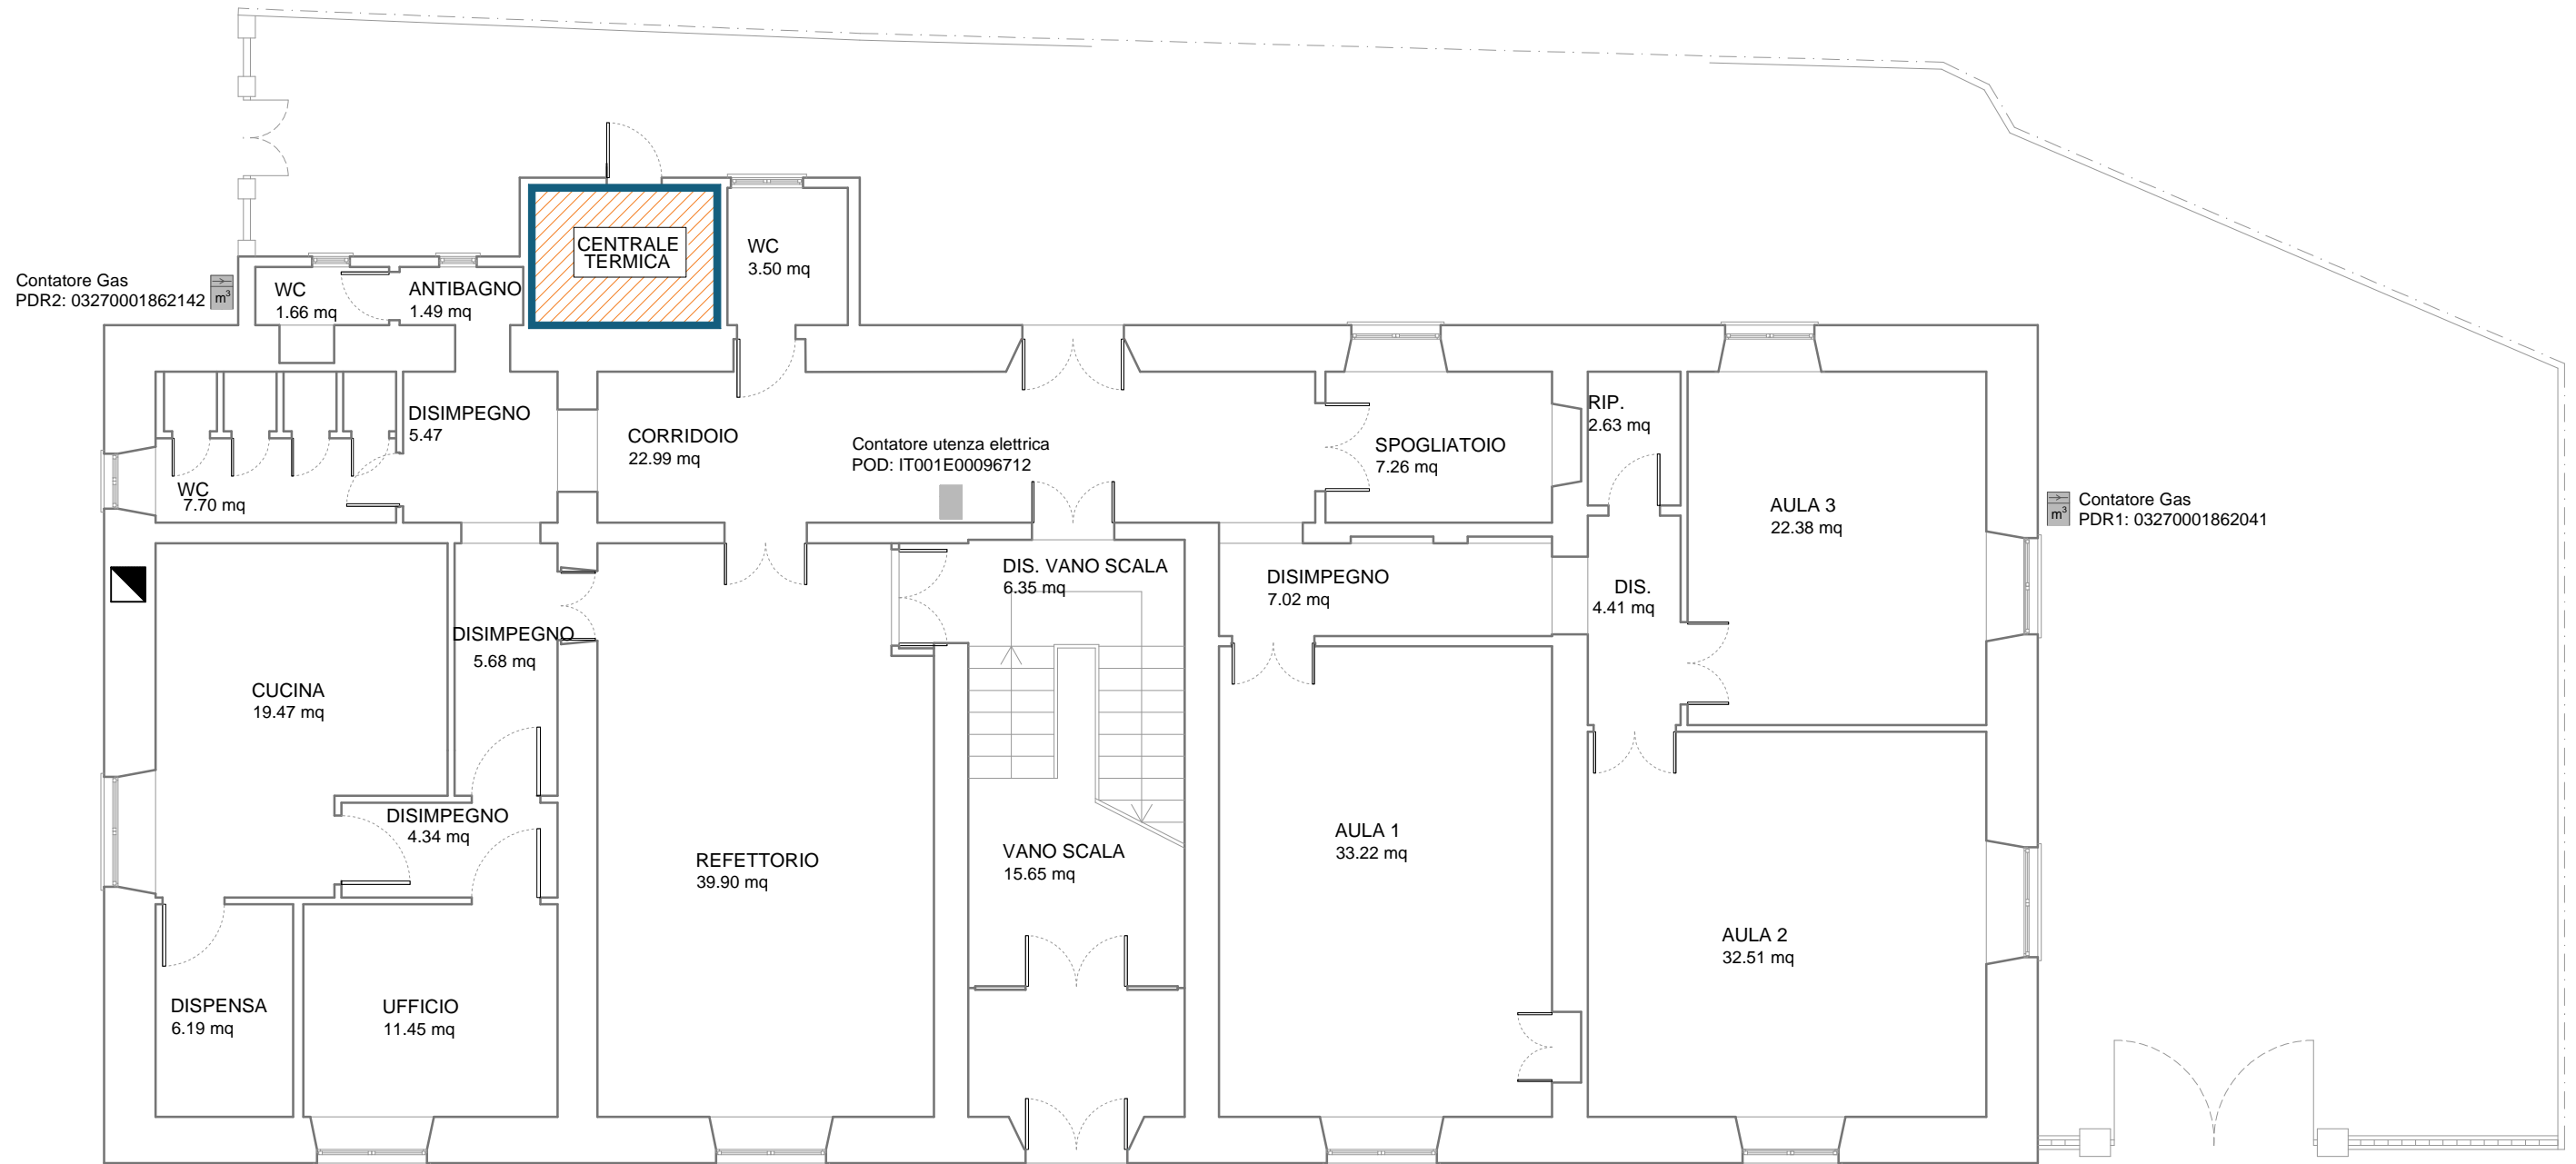 CENTRALE
TERMICA
WC
3.50 mq
Contatore Gas
PDR2: 03270001862142
m³
WC
1.66 mq
ANTIBAGNO
1.49 mq
DISIMPEGNO
5.47
CORRIDOIO
22.99 mq
Contatore utenza elettrica
POD: IT001E00096712
SPOGLIATOIO
7.26 mq
RIP.
2.63 mq
WC
7.70 mq
AULA 3
22.38 mq
m³
Contatore Gas
PDR1: 03270001862041
DIS. VANO SCALA
6.35 mq
DISIMPEGNO
7.02 mq
DIS.
4.41 mq
DISIMPEGNO
5.68 mq
CUCINA
19.47 mq
DISIMPEGNO
4.34 mq
REFETTORIO
39.90 mq
VANO SCALA
15.65 mq
AULA 1
33.22 mq
AULA 2
32.51 mq
DISPENSA
6.19 mq
UFFICIO
11.45 mq